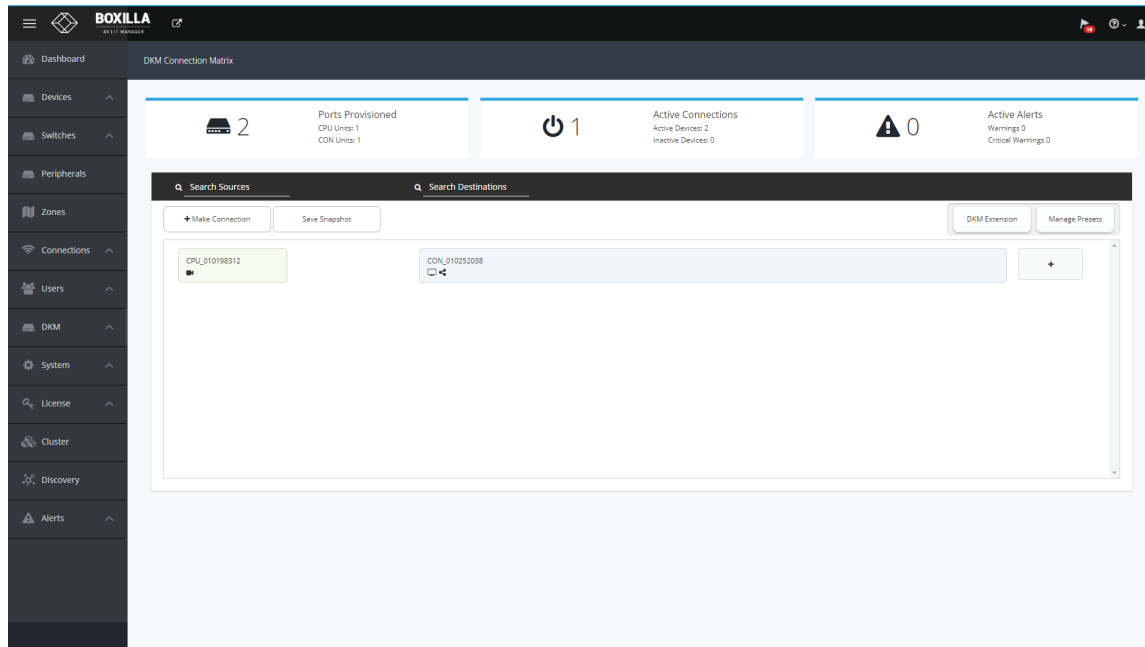 BOXILLA
AV | IT MANAGER
18
Dashboard
DKM Connection Matrix
Devices
Switches
Peripherals
Zones
Connections
Users
DKM
System
License
Cluster
Discovery
Alerts
2
Ports Provisioned
CPU Units: 1
CON Units: 1
1
Active Connections
Active Devices: 2
Inactive Devices: 0
0
Active Alerts
Warnings 0
Critical Warnings 0
Search Sources
Search Destinations
+ Make Connection
Save Snapshot
DKM Extension
Manage Presets
CPU_010198312
CON_010252038
+